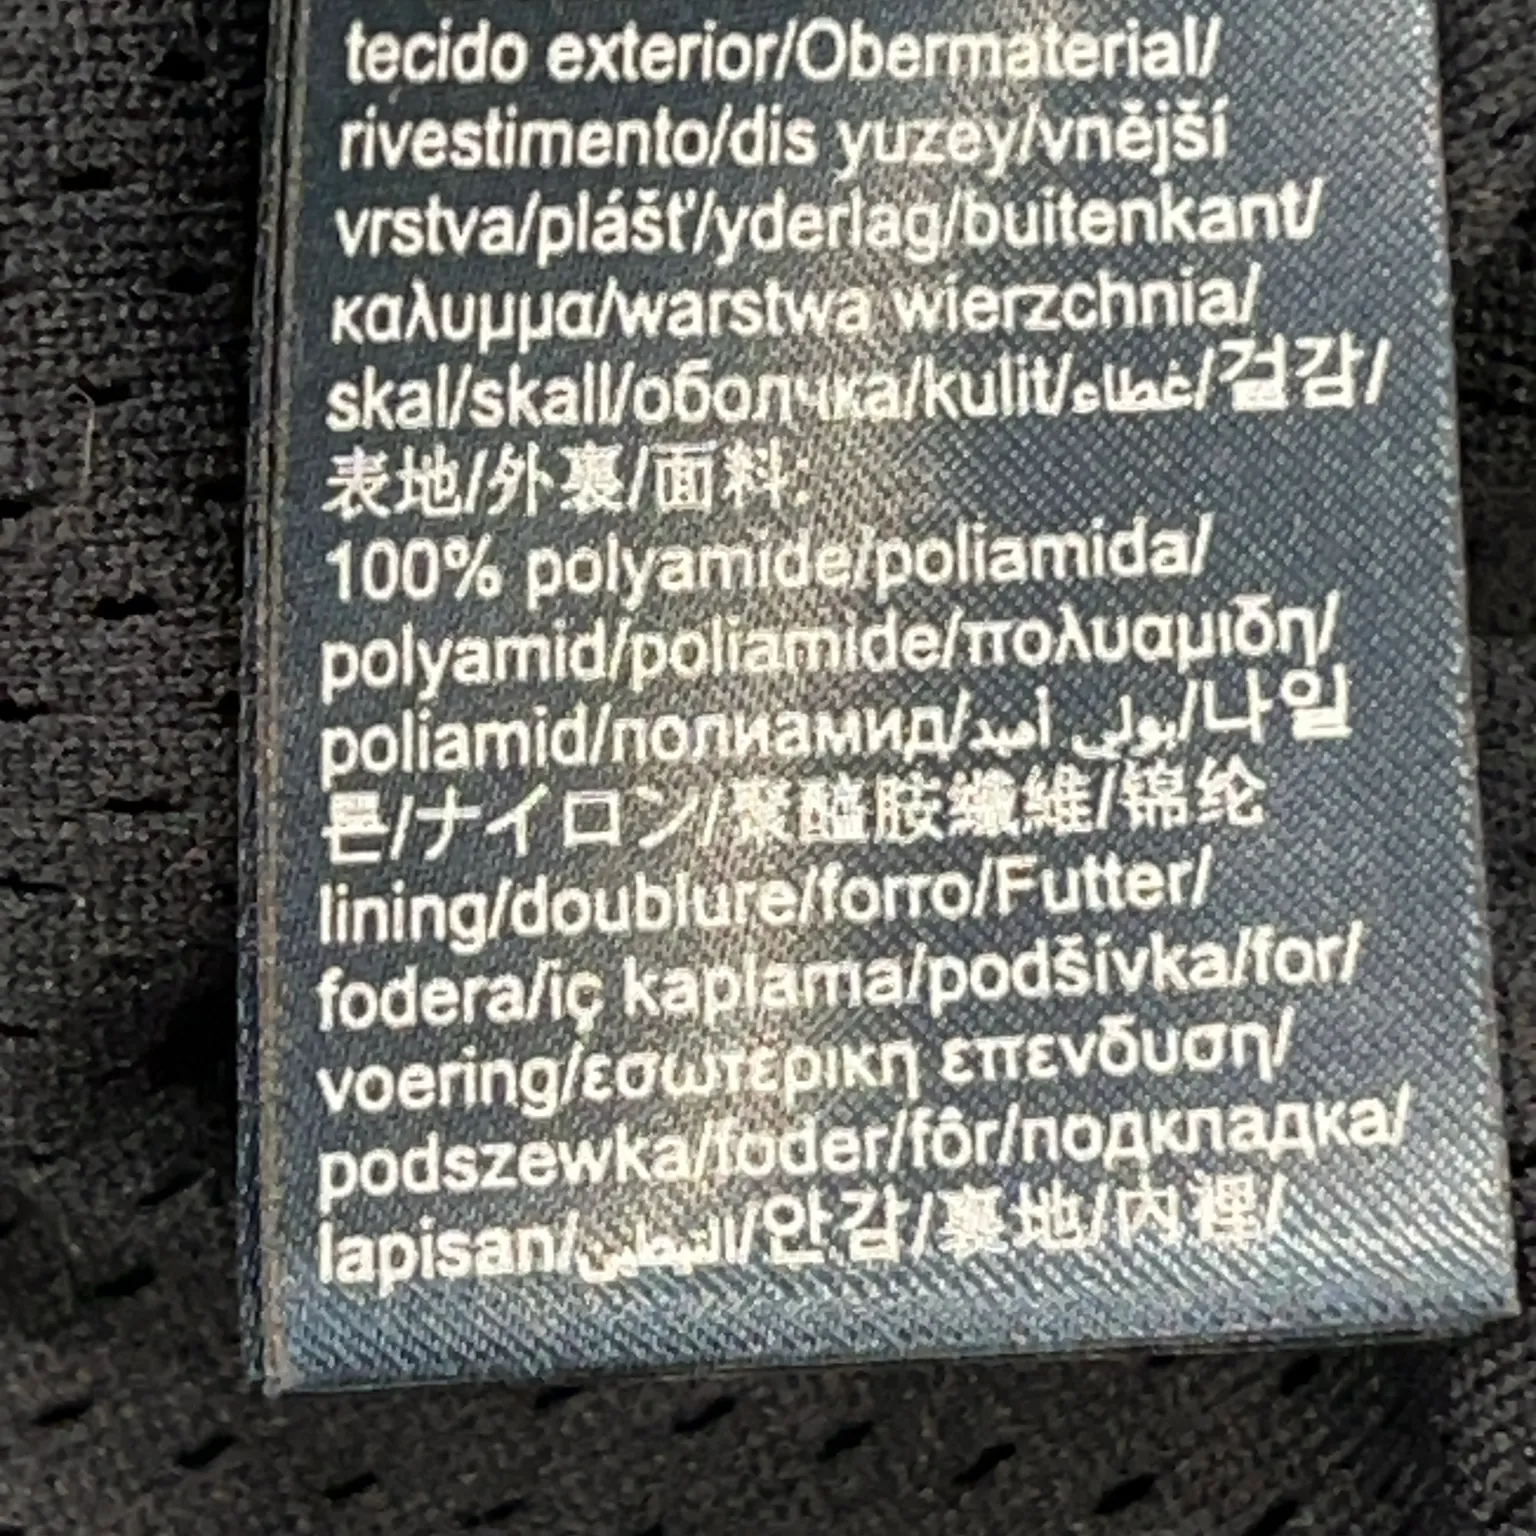 tecido exterior/Obermaterial/
rivestimento/dis yuzey/vnější
vrstva/plášť/yderlag/buitenkant/
καλυμμα/warstwa wierzchnia/
skal/skall/оболчка/kulit/غطاء/겉감/
表地/外裏/面料:
100% polyamide/poliamida/
polyamid/poliamide/πολυαμιδη/
poliamid/полиамид/بولي أميد/나일
론/ナイロン/聚醯胺纖維/锦纶
lining/doublure/forro/Futter/
fodera/iç kaplama/podšívka/for/
voering/εσωτερικη επενδυση/
podszewka/foder/fôr/подкладка/
lapisan/التبطين/안감/裏地/內裡/